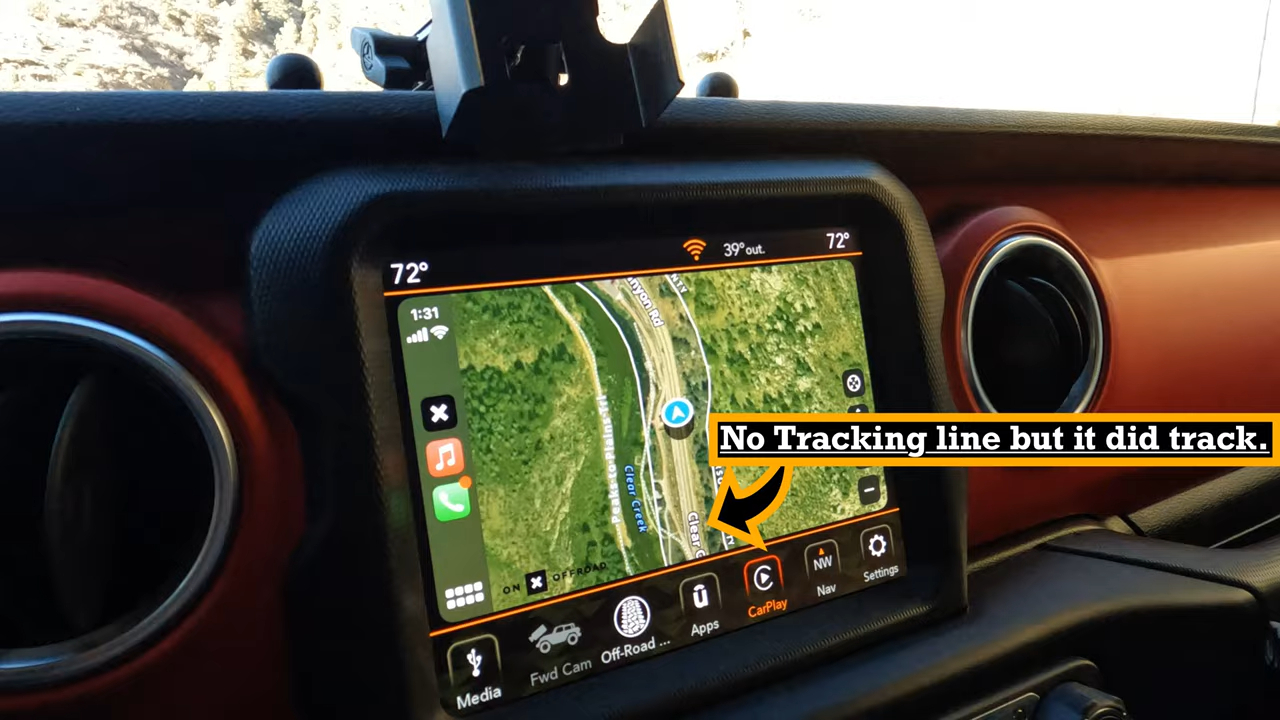 72°
39° out.
72°
1:31
nyon Rd
No Tracking line but it did track.
Peaks to Plains Trl
Clear Creek
Clear C
ON X OFFROAD
Media
Fwd Cam
Off-Road ...
Apps
CarPlay
NW
Nav
Settings